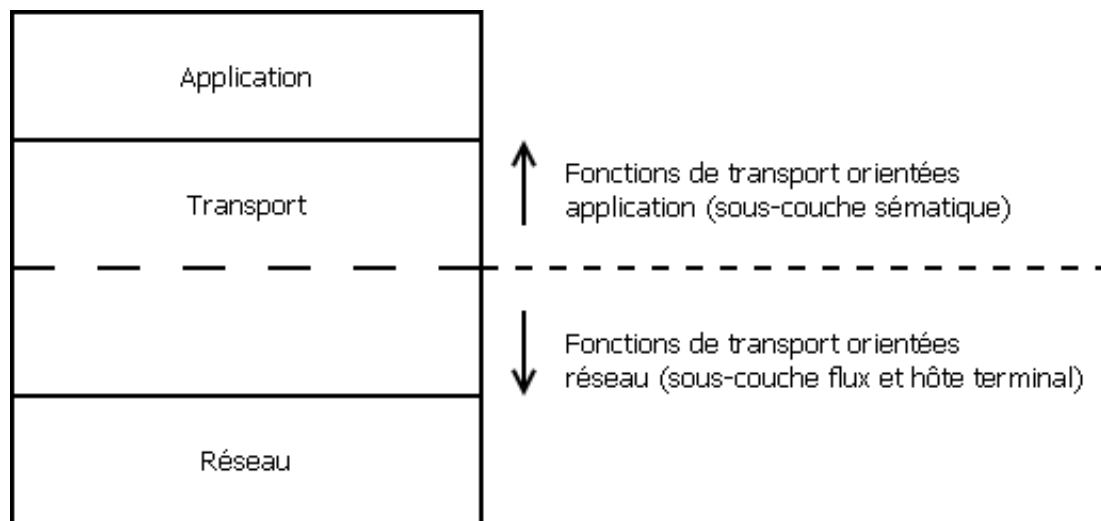 Application
Transport
Fonctions de transport orientées
application (sous-couche sématique)
Fonctions de transport orientées
réseau (sous-couche flux et hôte terminal)
Réseau